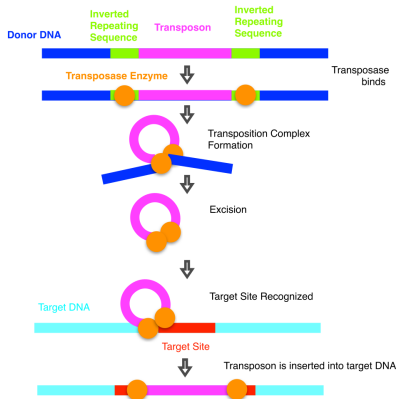 Inverted
Repeating
Sequence
Inverted
Repeating
Sequence
Donor DNA
Transposon
Transposase Enzyme
Transposase
binds
Transposition Complex
Formation
Excision
Target Site Recognized
Target DNA
Target Site
Transposon is inserted into target DNA